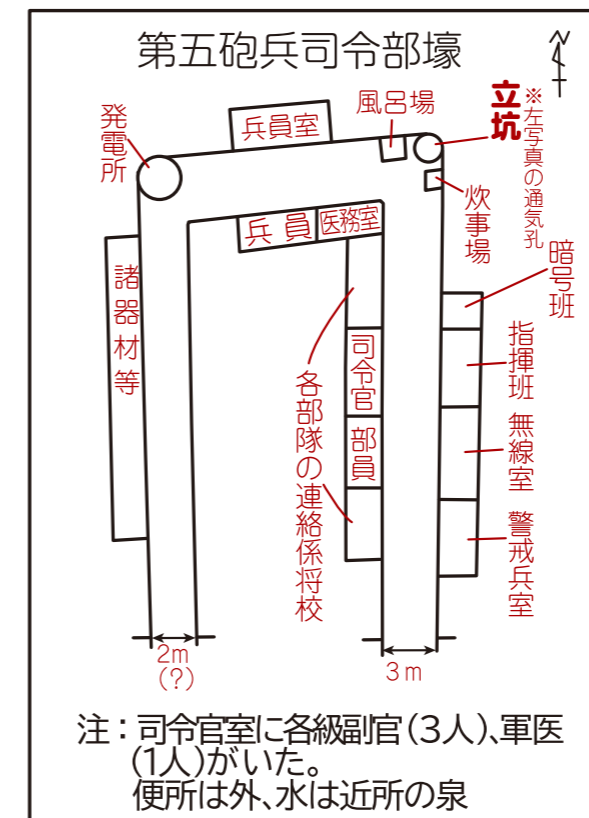 第五砲兵司令部壕
N
発電所
兵員室
風呂場
立坑
※左写真の通気孔
炊事場
兵員
医務室
暗号班
諸器材等
司令官
部員
各部隊の連絡係将校
指揮班
無線室
警戒兵室
2m
(?)
3m
注：司令官室に各級副官(3人)、軍医
(1人)がいた。
便所は外、水は近所の泉